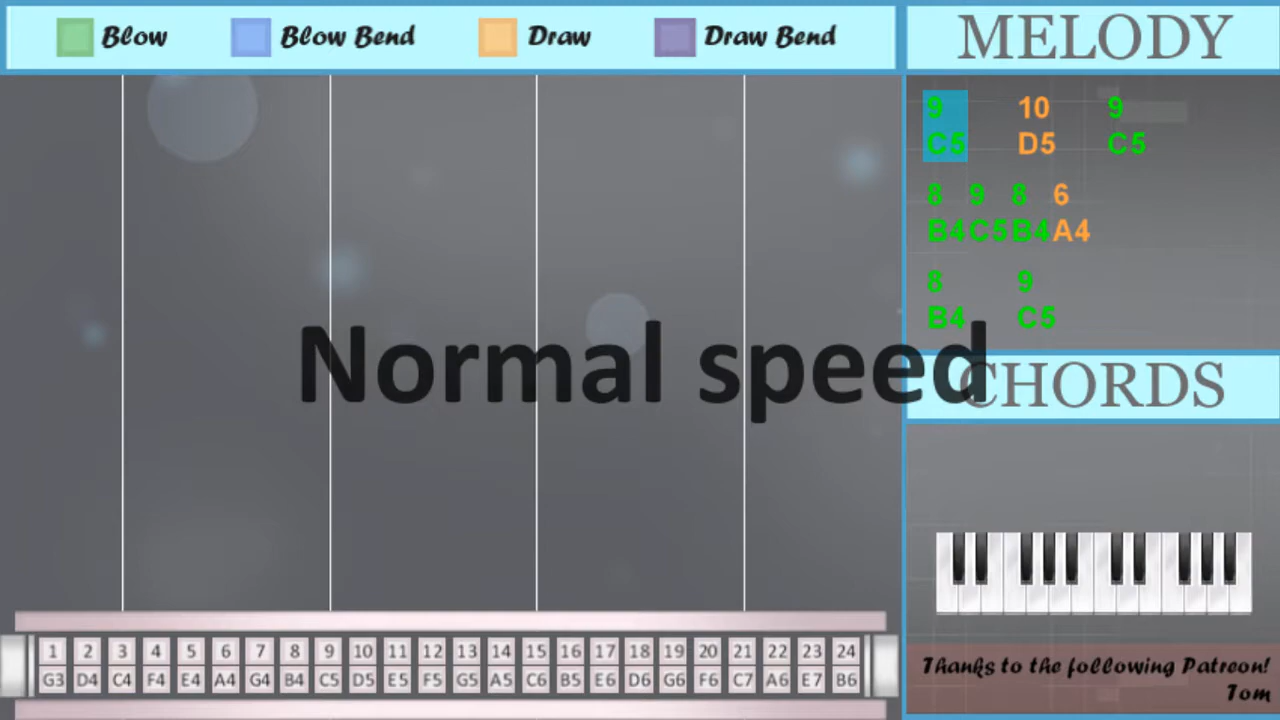 Blow Blow Bend Draw Draw Bend
MELODY
9 10 9
C5 D5 C5
8 9 8 6
B4 C5 B4 A4
8 9
B4 C5
Normal speed
CHORDS
1 2 3 4 5 6 7 8 9 10 11 12 13 14 15 16 17 18 19 20 21 22 23 24
G3 D4 C4 F4 E4 A4 G4 B4 C5 D5 E5 F5 G5 A5 C6 B5 E6 D6 G6 F6 C7 A6 E7 B6
Thanks to the following Patreon!
Tom